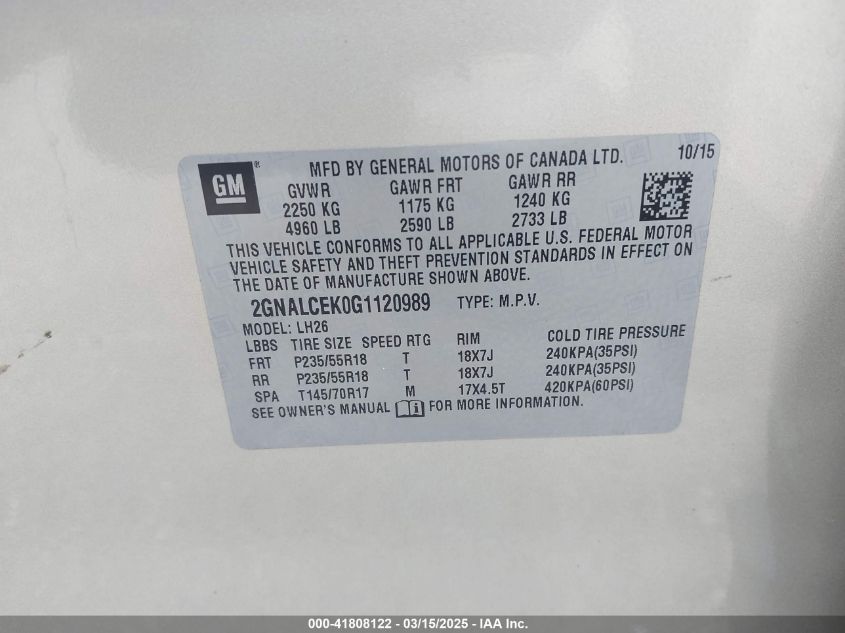 GM ® MFD BY GENERAL MOTORS OF CANADA LTD. 10/15
GVWR GAWR FRT GAWR RR
2250 KG 1175 KG 1240 KG
4960 LB 2590 LB 2733 LB
THIS VEHICLE CONFORMS TO ALL APPLICABLE U.S. FEDERAL MOTOR
VEHICLE SAFETY AND THEFT PREVENTION STANDARDS IN EFFECT ON
THE DATE OF MANUFACTURE SHOWN ABOVE.
2GNALCEK0G1120989 TYPE: M.P.V.
MODEL: LH26
LBBS TIRE SIZE SPEED RTG RIM COLD TIRE PRESSURE
FRT P235/55R18 T 18X7J 240KPA(35PSI)
RR P235/55R18 T 18X7J 240KPA(35PSI)
SPA T145/70R17 M 17X4.5T 420KPA(60PSI)
SEE OWNER'S MANUAL FOR MORE INFORMATION.
000-41808122 - 03/15/2025 - IAA Inc.